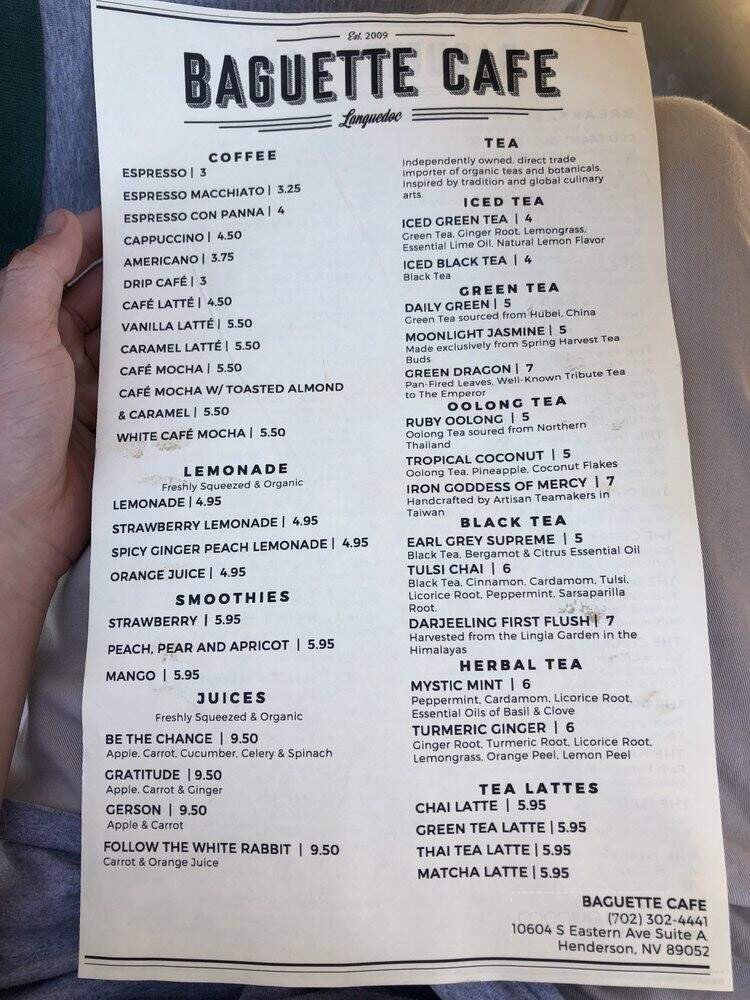 Est. 2009
BAGUETTE CAFE
Languedoc
COFFEE
ESPRESSO | 3
ESPRESSO MACCHIATO | 3.25
ESPRESSO CON PANNA | 4
CAPPUCCINO | 4.50
AMERICANO | 3.75
DRIP CAFÉ | 3
CAFÉ LATTÉ | 4.50
VANILLA LATTÉ | 5.50
CARAMEL LATTÉ | 5.50
CAFÉ MOCHA | 5.50
CAFÉ MOCHA W/ TOASTED ALMOND
& CARAMEL | 5.50
WHITE CAFÉ MOCHA | 5.50
LEMONADE
Freshly Squeezed & Organic
LEMONADE | 4.95
STRAWBERRY LEMONADE | 4.95
SPICY GINGER PEACH LEMONADE | 4.95
ORANGE JUICE | 4.95
SMOOTHIES
STRAWBERRY | 5.95
PEACH, PEAR AND APRICOT | 5.95
MANGO | 5.95
JUICES
Freshly Squeezed & Organic
BE THE CHANGE | 9.50
Apple, Carrot, Cucumber, Celery & Spinach
GRATITUDE | 9.50
Apple, Carrot & Ginger
GERSON | 9.50
Apple & Carrot
FOLLOW THE WHITE RABBIT | 9.50
Carrot & Orange Juice
TEA
Independently owned, direct trade
importer of organic teas and botanicals.
Inspired by tradition and global culinary
arts.
ICED TEA
ICED GREEN TEA | 4
Green Tea, Ginger Root, Lemongrass,
Essential Lime Oil, Natural Lemon Flavor
ICED BLACK TEA | 4
Black Tea
GREEN TEA
DAILY GREEN | 5
Green Tea sourced from Hubei, China
MOONLIGHT JASMINE | 5
Made exclusively from Spring Harvest Tea
Buds
GREEN DRAGON | 7
Pan-Fired Leaves, Well-Known Tribute Tea
to The Emperor
OOLONG TEA
RUBY OOLONG | 5
Oolong Tea soured from Northern
Thailand
TROPICAL COCONUT | 5
Oolong Tea, Pineapple, Coconut Flakes
IRON GODDESS OF MERCY | 7
Handcrafted by Artisan Teamakers in
Taiwan
BLACK TEA
EARL GREY SUPREME | 5
Black Tea, Bergamot & Citrus Essential Oil
TULSI CHAI | 6
Black Tea, Cinnamon, Cardamom, Tulsi,
Licorice Root, Peppermint, Sarsaparilla
Root.
DARJEELING FIRST FLUSH | 7
Harvested from the Lingia Garden in the
Himalayas
HERBAL TEA
MYSTIC MINT | 6
Peppermint, Cardamom, Licorice Root,
Essential Oils of Basil & Clove
TURMERIC GINGER | 6
Ginger Root, Turmeric Root, Licorice Root,
Lemongrass, Orange Peel, Lemon Peel
TEA LATTES
CHAI LATTE | 5.95
GREEN TEA LATTE | 5.95
THAI TEA LATTE | 5.95
MATCHA LATTE | 5.95
BAGUETTE CAFE
(702) 302-4441
10604 S Eastern Ave Suite A
Henderson, NV 89052